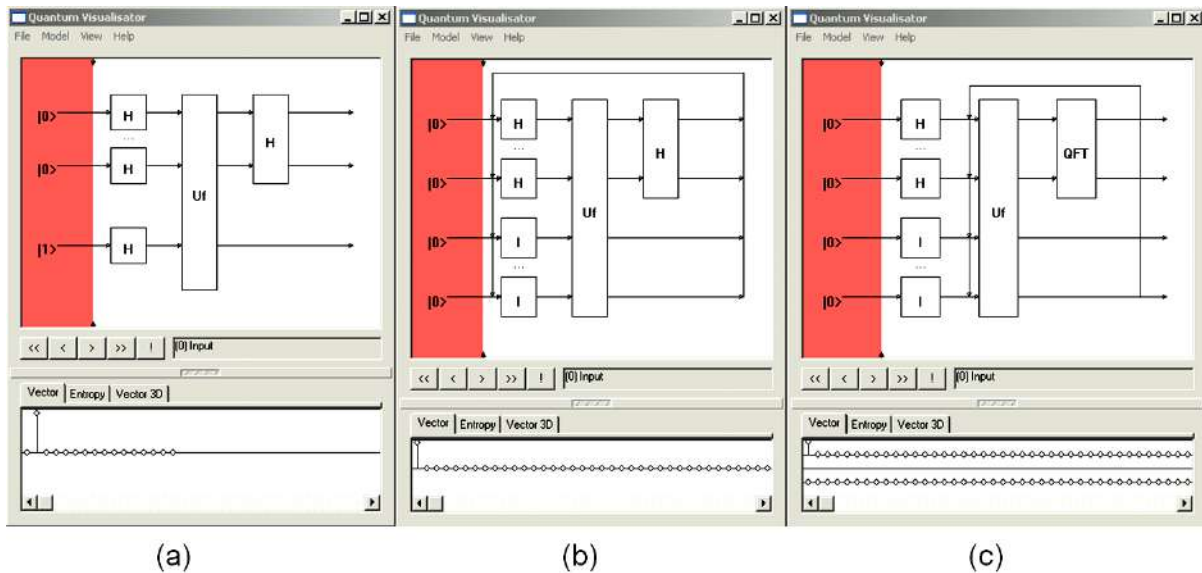 Quantum Visualisator
File Model View Help
|0> H
...
|0> H
Uf
H
|1> H
<< < > >> ! (0) Input
Vector Entropy Vector 3D
(a)
Quantum Visualisator
File Model View Help
|0> H
...
|0> H
H
Uf
|0> I
...
|0> I
<< < > >> ! (0) Input
Vector Entropy Vector 3D
(b)
Quantum Visualisator
File Model View Help
|0> H
...
|0> H
QFT
Uf
|0> I
...
|0> I
<< < > >> ! (0) Input
Vector Entropy Vector 3D
(c)